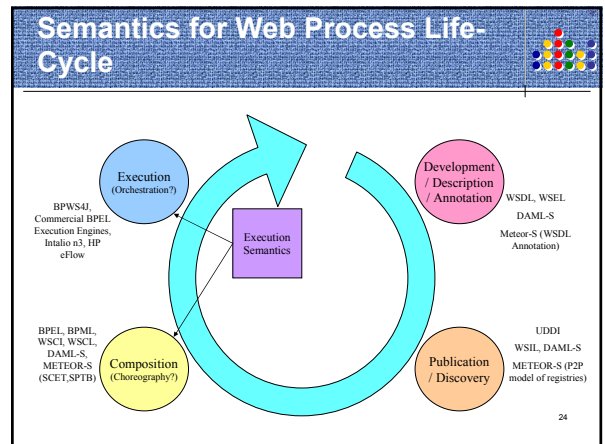 Semantics for Web Process Life-
Cycle
Execution
(Orchestration?)
BPWS4J,
Commercial BPEL
Execution Engines,
Intalio n3, HP
eFlow
Execution
Semantics
Development
/ Description
/ Annotation
WSDL, WSEL
DAML-S
Meteor-S (WSDL
Annotation)
BPEL, BPML,
WSCI, WSCL,
DAML-S,
METEOR-S
(SCET,SPTB)
Composition
(Choreography?)
Publication
/ Discovery
UDDI
WSIL, DAML-S
METEOR-S (P2P
model of registries)
24